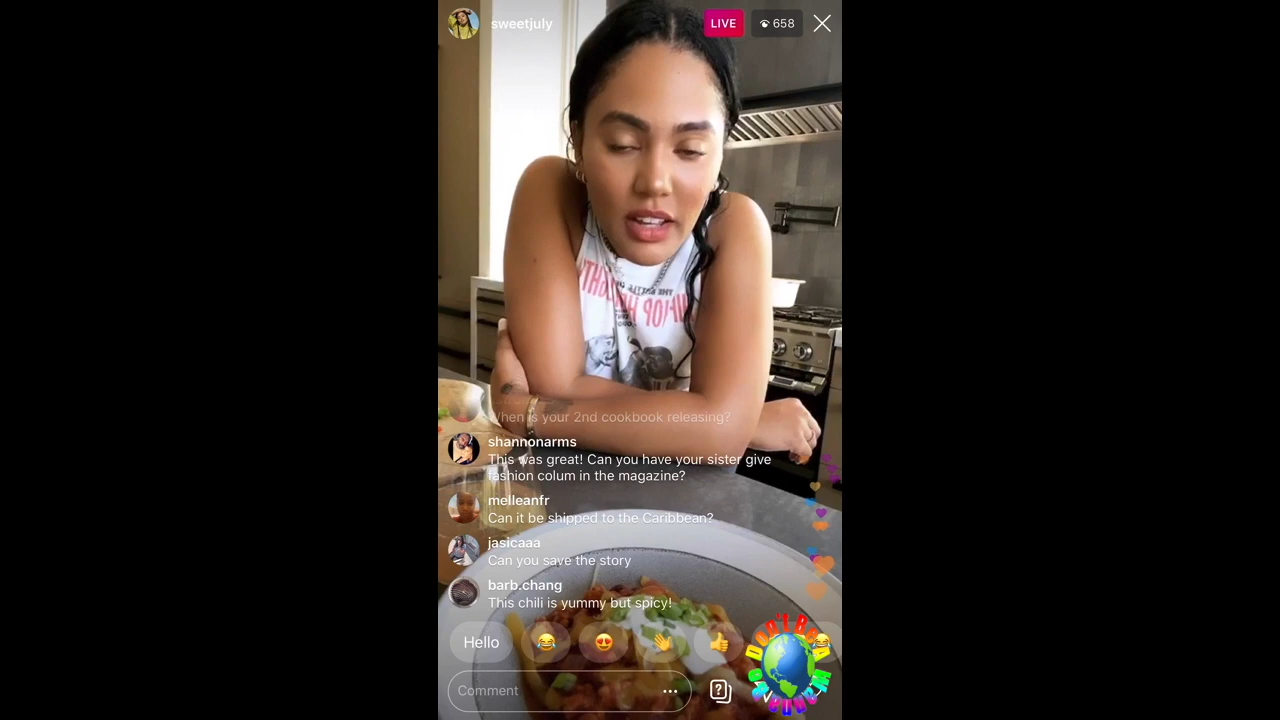 sweetjuly
LIVE
658
THE BATTLE
When is your 2nd cookbook releasing?
shannonarms
This was great! Can you have your sister give
fashion colum in the magazine?
melleanfr
Can it be shipped to the Caribbean?
jasicaaa
Can you save the story
barb.chang
This chili is yummy but spicy!
Hello
Comment